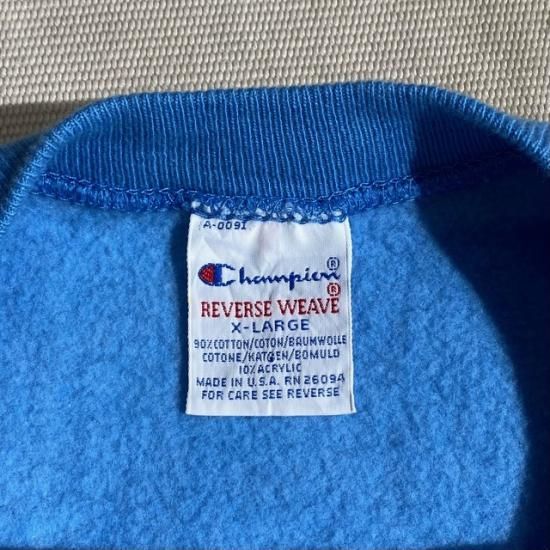 A-0091
Champion®
REVERSE WEAVE®
X-LARGE
90% COTTON/COTON/BAUMWOLLE
COTONE/KATOEN/BOMULD
10% ACRYLIC
MADE IN U.S.A. RN 26094
FOR CARE SEE REVERSE